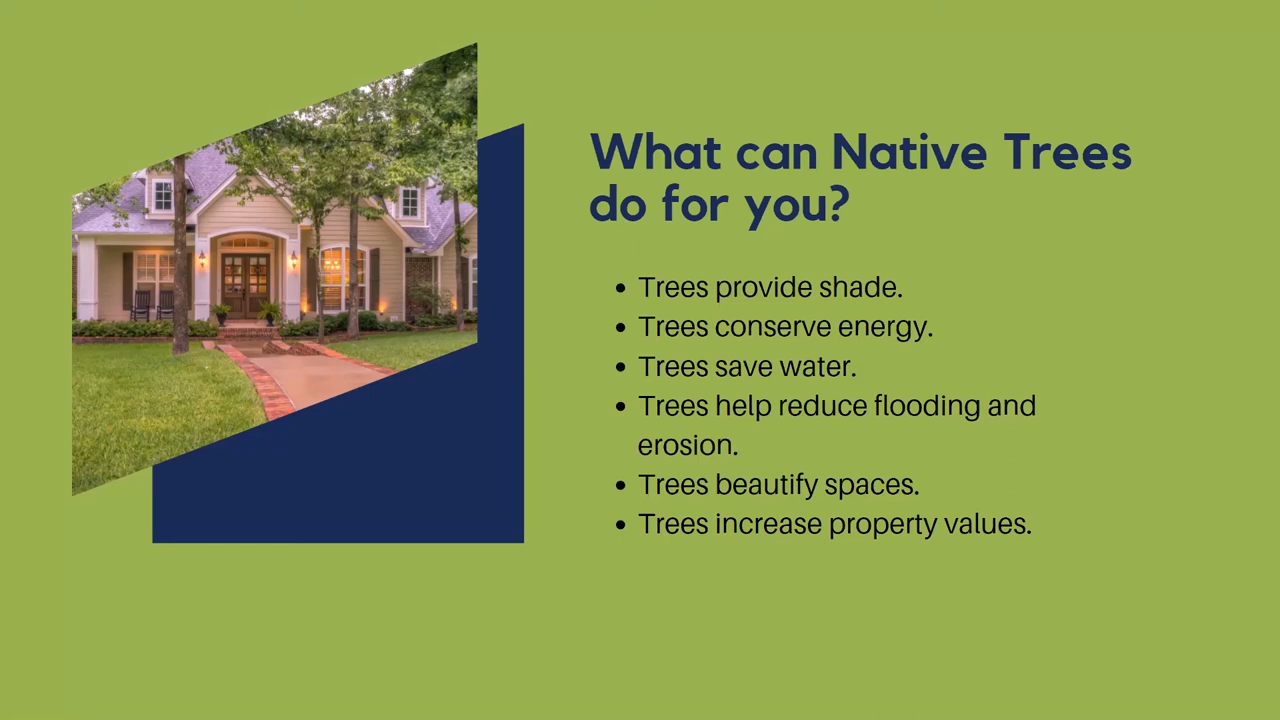 What can Native Trees
do for you?
• Trees provide shade.
• Trees conserve energy.
• Trees save water.
• Trees help reduce flooding and
erosion.
• Trees beautify spaces.
• Trees increase property values.